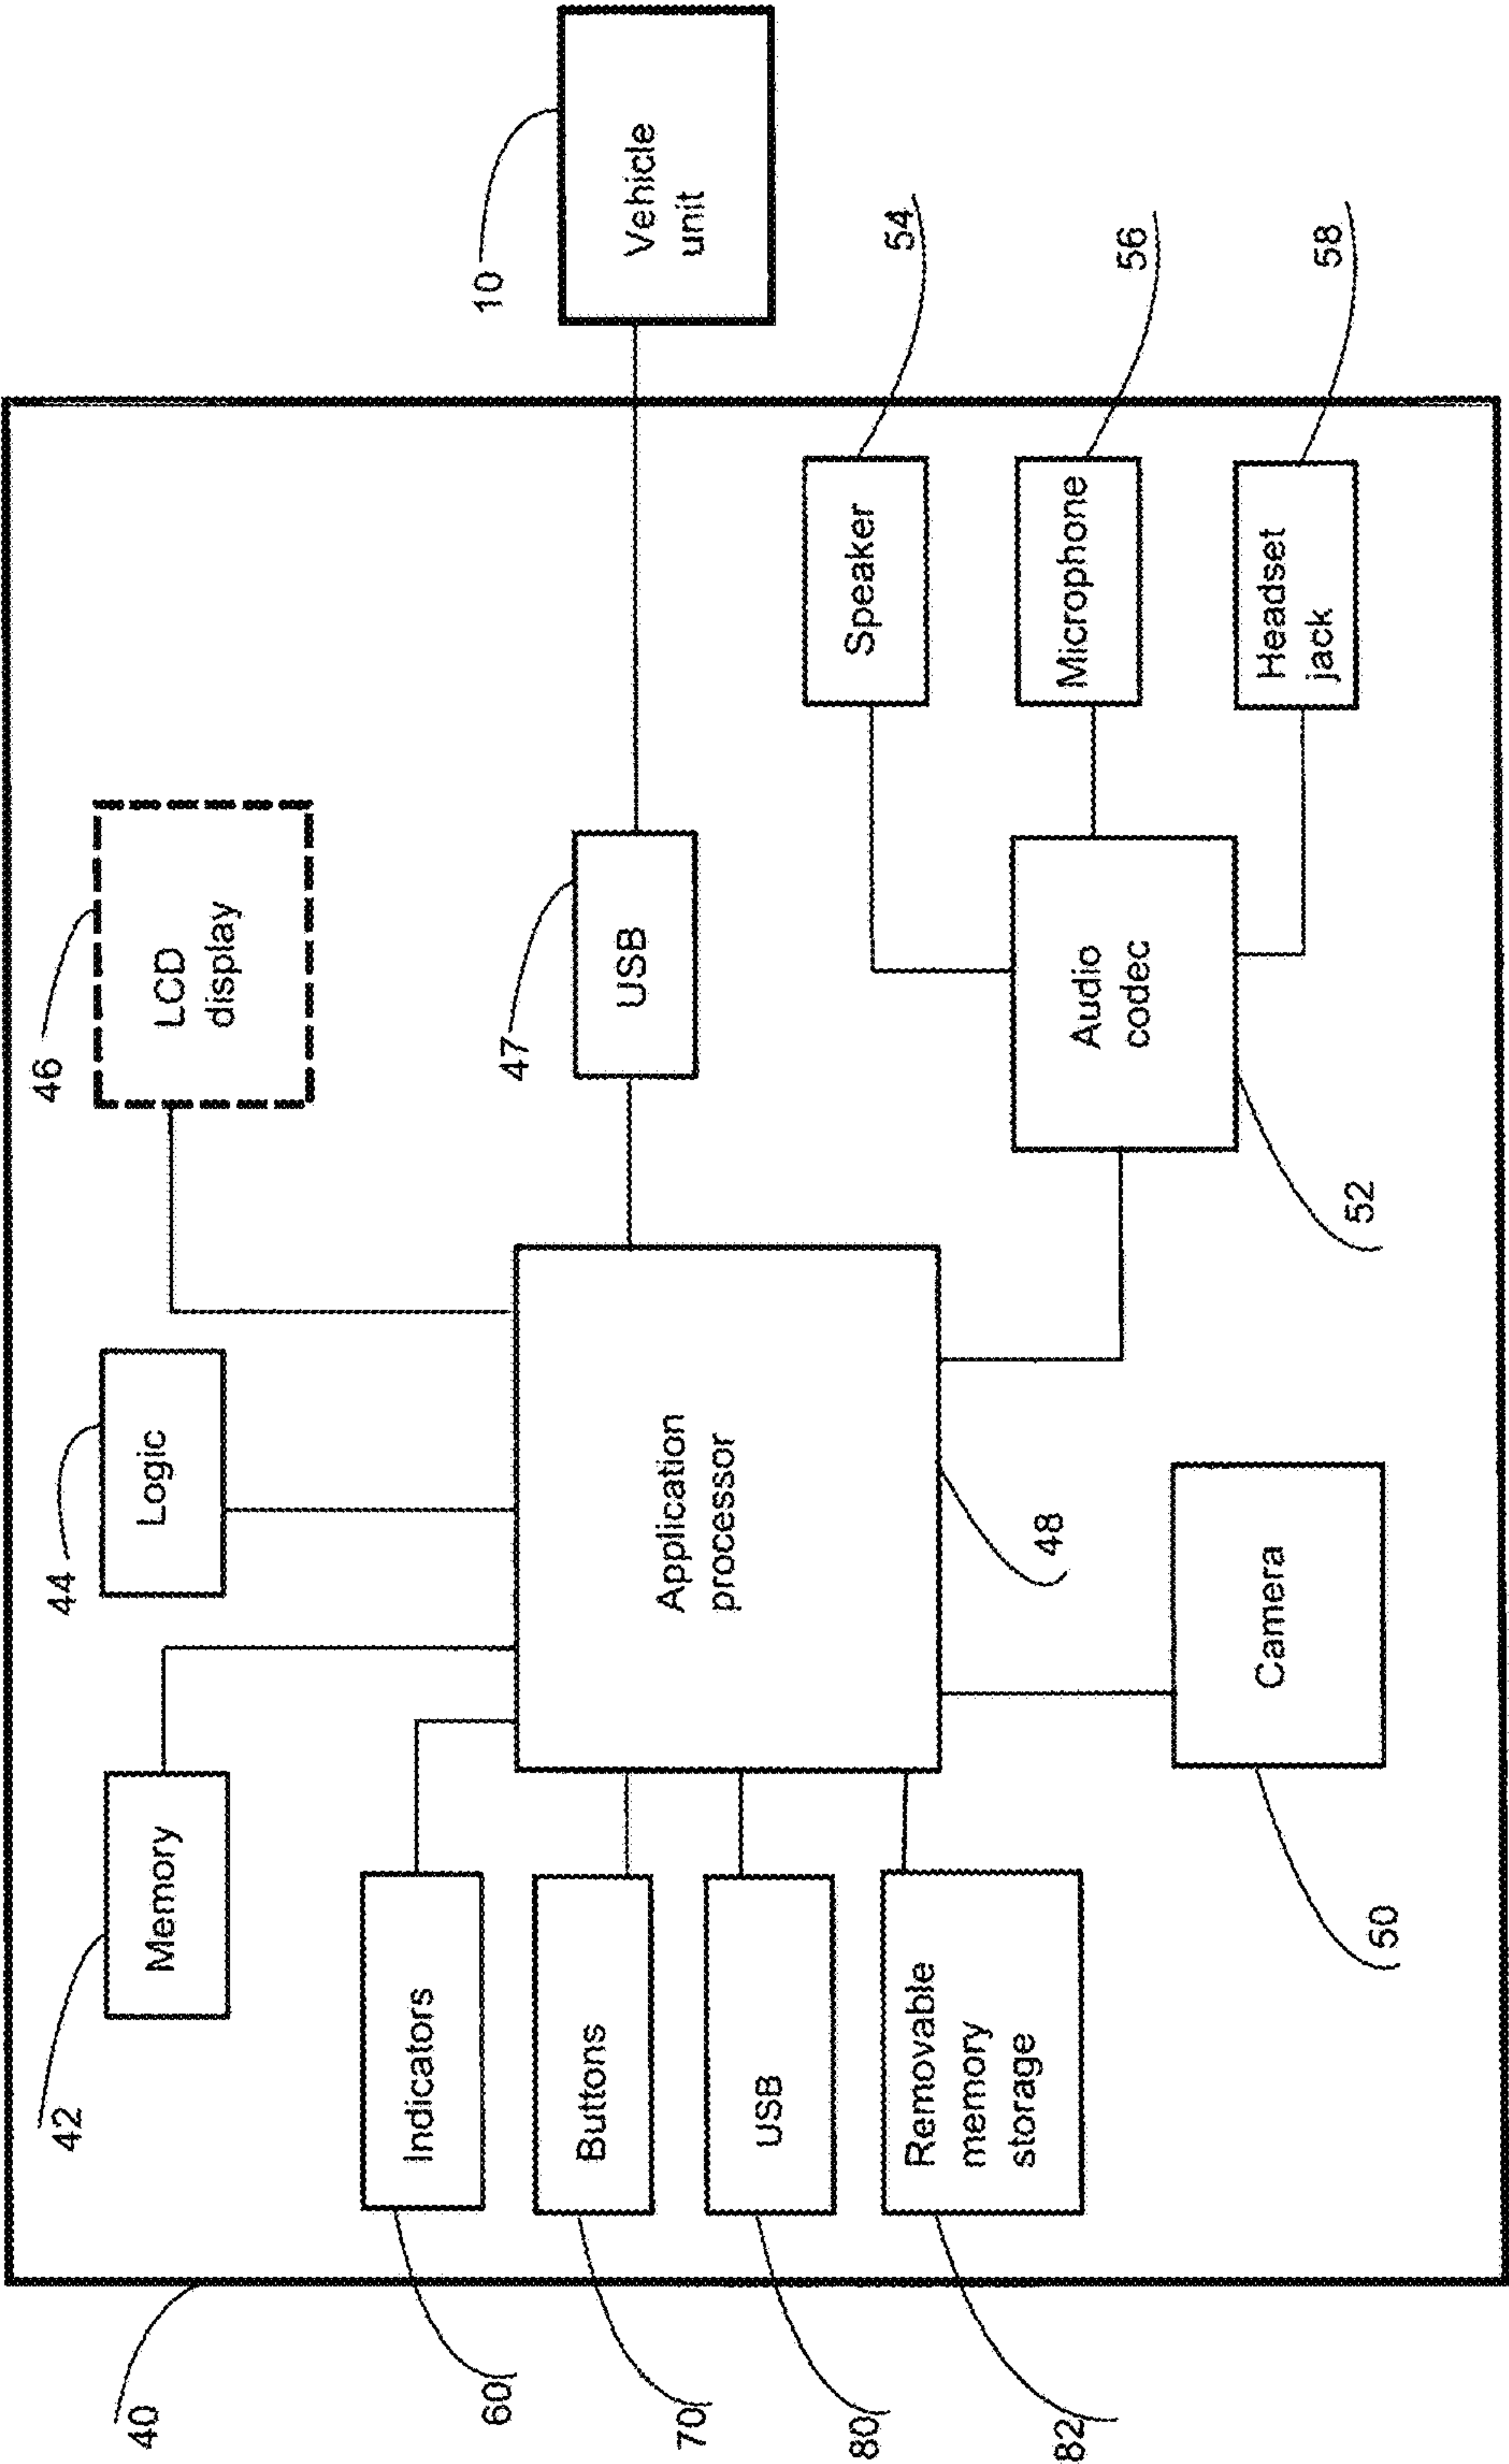 40
42
Memory
44
Logic
46
LCD
display
10
Vehicle
unit
60
Indicators
70
Buttons
80
USB
82
Removable
memory
storage
Application
processor
48
47
USB
50
Camera
Audio
codec
52
Speaker
54
Microphone
56
Headset
jack
58